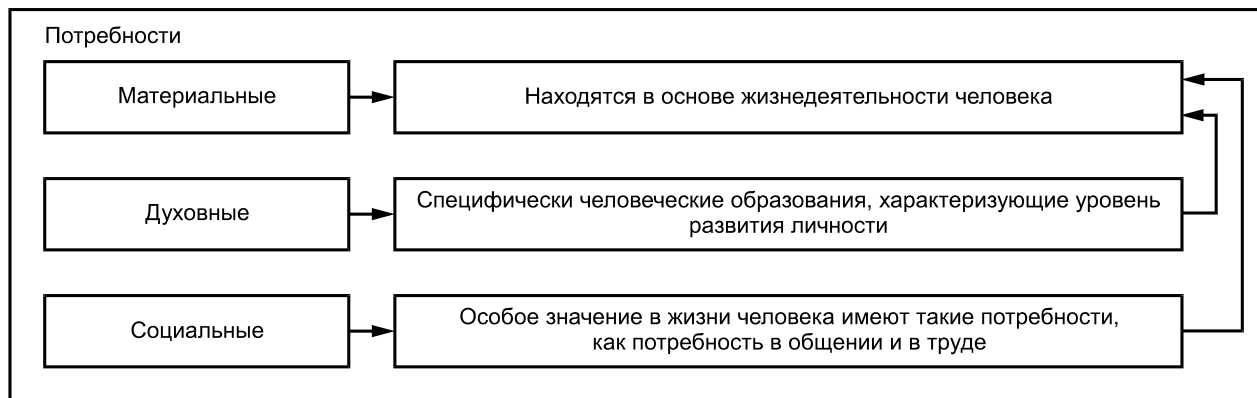 Потребности
Материальные
Находятся в основе жизнедеятельности человека
Духовные
Специфически человеческие образования, характеризующие уровень
развития личности
Социальные
Особое значение в жизни человека имеют такие потребности,
как потребность в общении и в труде